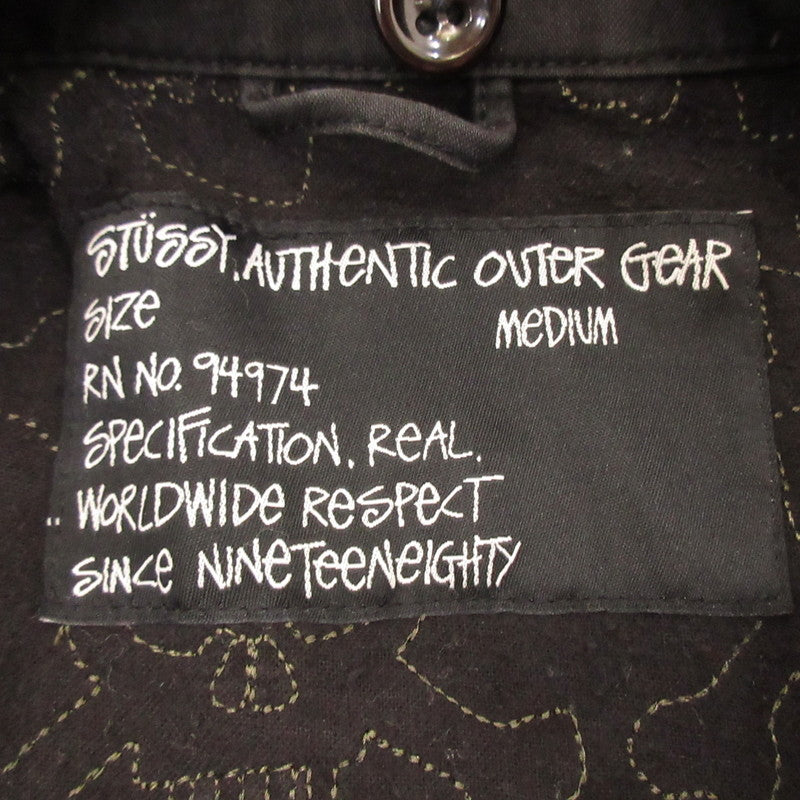 STÜSSY. AUTHENTIC OUTER GEAR
SIZE MEDIUM
RN NO. 94974
SPECIFICATION. REAL.
.. WORLDWIDE RESPECT
SINCE NINETEENEIGHTY